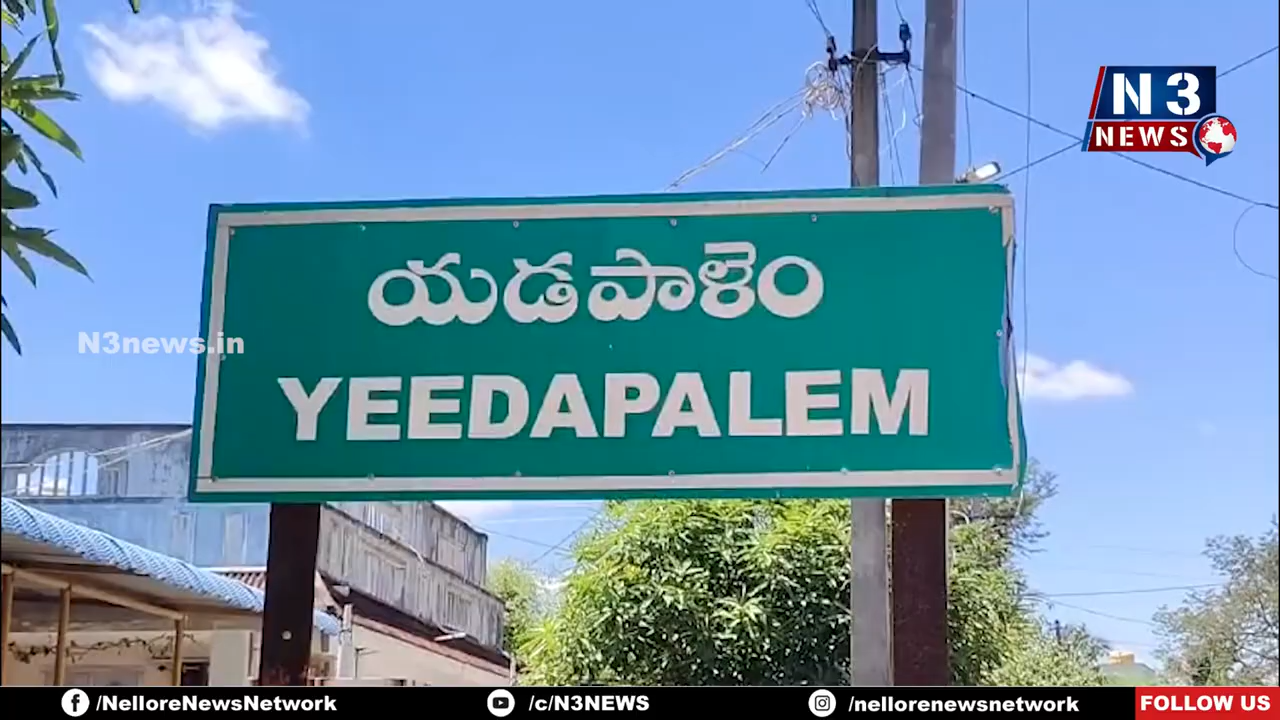 N3
NEWS
యడపాళెం
N3news.in
YEEDAPALEM
/NelloreNewsNetwork
/c/N3NEWS
/nellorenewsnetwork
FOLLOW US